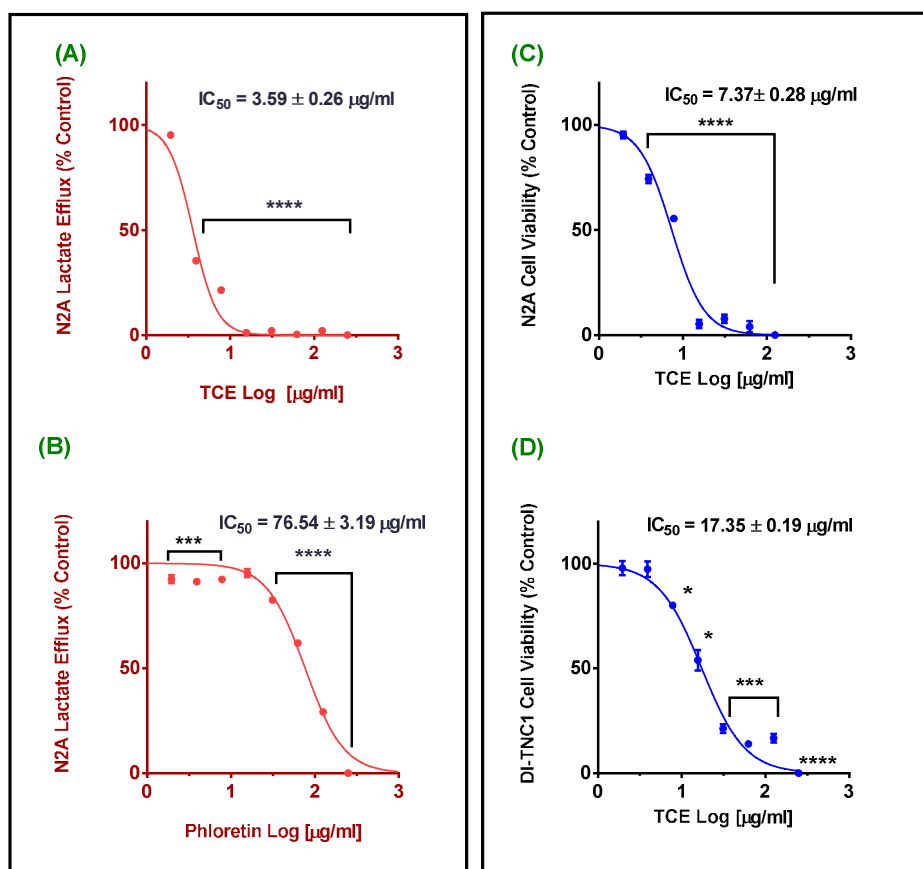 (A)
IC50 = 3.59 ± 0.26 µg/ml
N2A Lactate Efflux (% Control)
100
50
0
****
0 1 2 3
TCE Log [µg/ml]
(B)
IC50 = 76.54 ± 3.19 µg/ml
N2A Lactate Efflux (% Control)
***
****
100
50
0
0 1 2 3
Phloretin Log [µg/ml]
(C)
IC50 = 7.37± 0.28 µg/ml
N2A Cell Viability (% Control)
****
100
50
0
0 1 2 3
TCE Log [µg/ml]
(D)
IC50 = 17.35 ± 0.19 µg/ml
DI-TNC1 Cell Viability (% Control)
100
50
0
*
*
***
****
0 1 2 3
TCE Log [µg/ml]